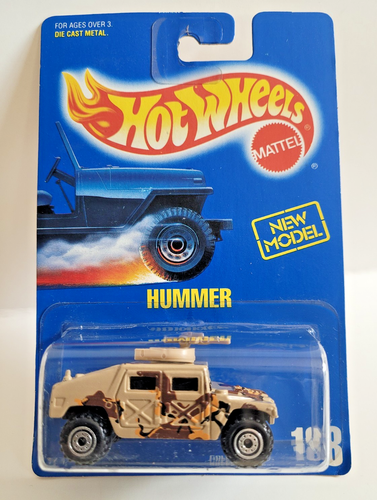 FOR AGES OVER 3
DIE CAST METAL.
HOT WHEELS
®
MATTEL
®
NEW
MODEL
HUMMER
188